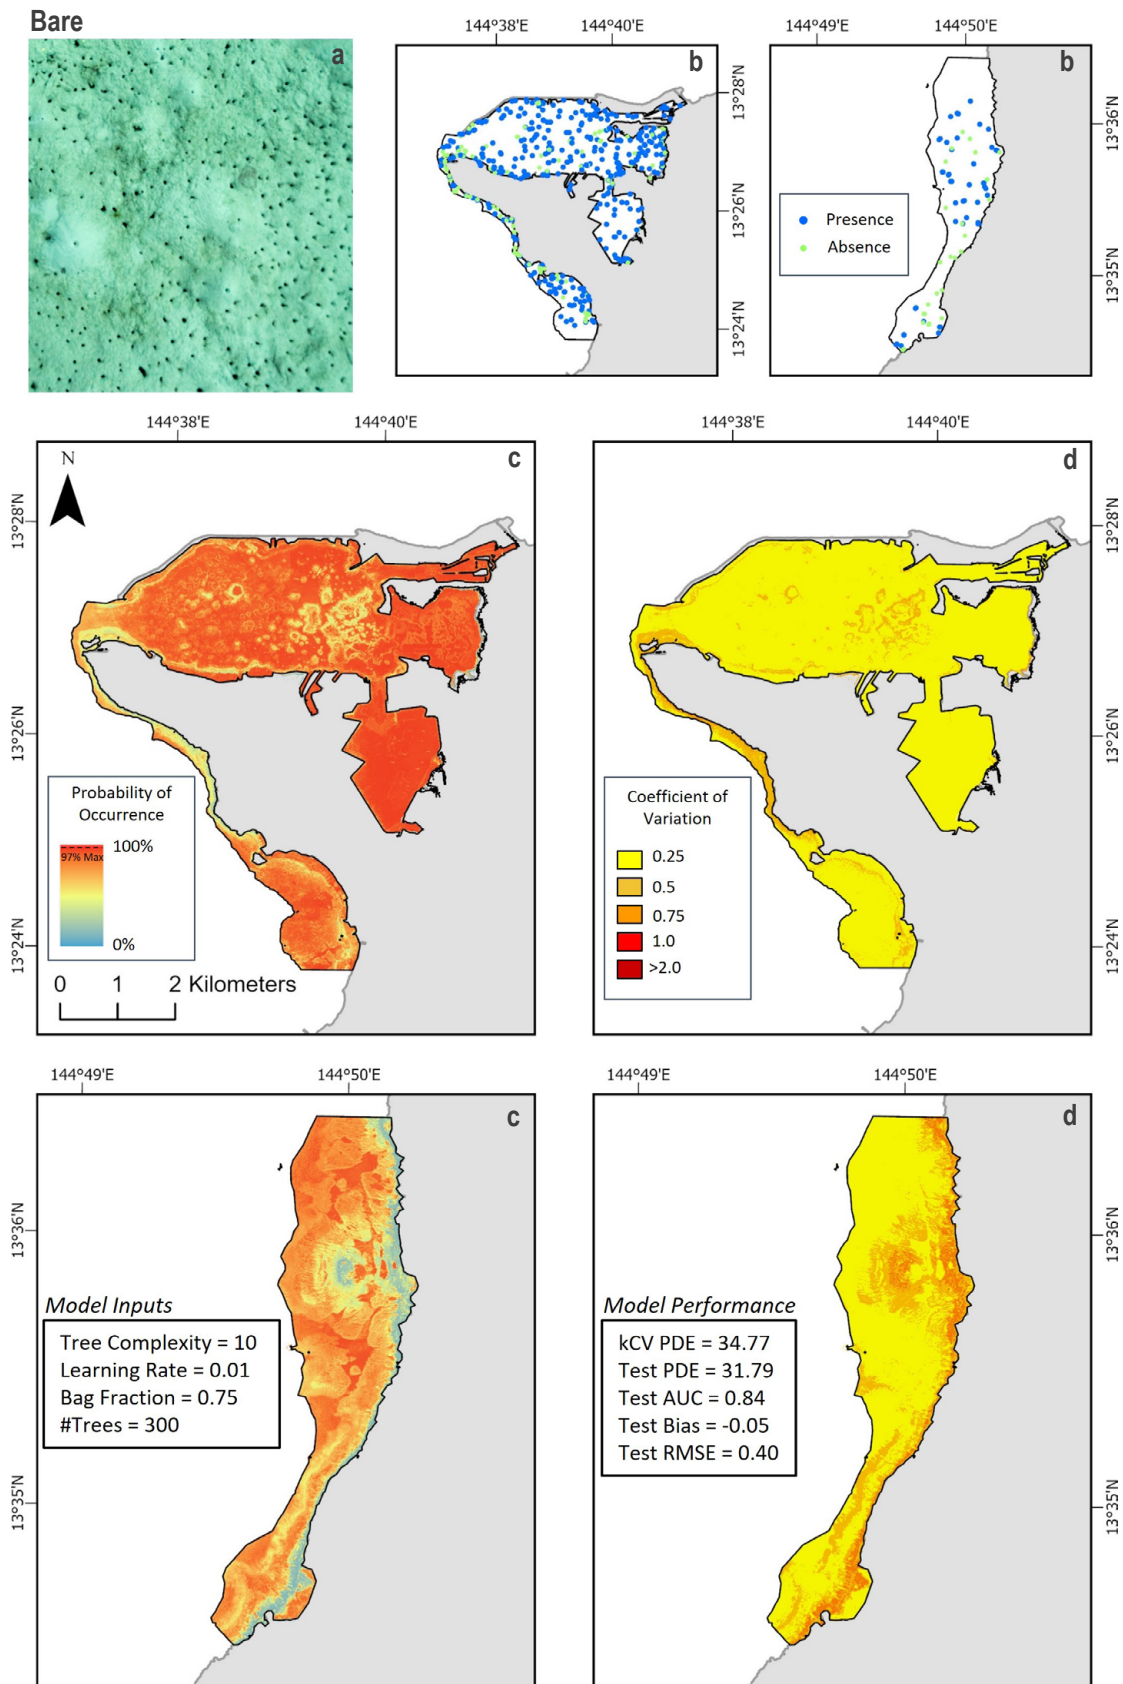 Bare
a
144°38'E
144°40'E
b
13°28'N
13°26'N
13°24'N
144°49'E
144°50'E
b
13°36'N
13°35'N
Presence
Absence
144°38'E
144°40'E
c
N
13°28'N
13°26'N
13°24'N
Probability of
Occurrence
100%
97% Max
0%
0 1 2 Kilometers
144°38'E
144°40'E
d
13°28'N
13°26'N
13°24'N
Coefficient of
Variation
0.25
0.5
0.75
1.0
>2.0
144°49'E
144°50'E
c
13°36'N
13°35'N
Model Inputs
Tree Complexity = 10
Learning Rate = 0.01
Bag Fraction = 0.75
#Trees = 300
144°49'E
144°50'E
d
13°36'N
13°35'N
Model Performance
kCV PDE = 34.77
Test PDE = 31.79
Test AUC = 0.84
Test Bias = -0.05
Test RMSE = 0.40